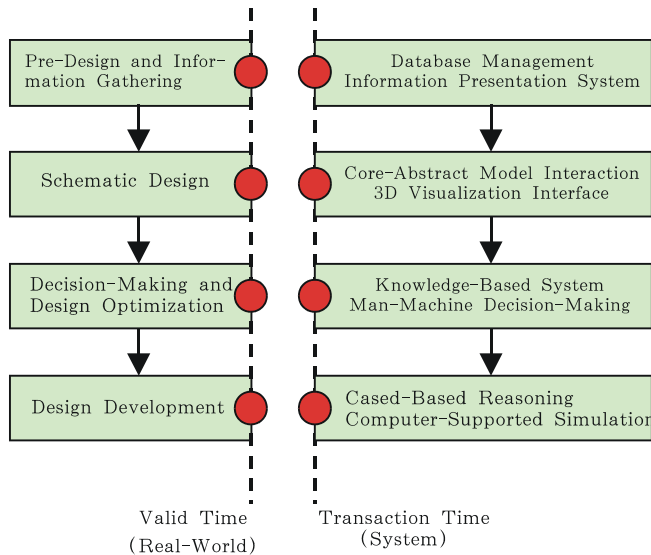 Pre-Design and Infor-
mation Gathering
Database Management
Information Presentation System
Schematic Design
Core-Abstract Model Interaction
3D Visualization Interface
Decision-Making and
Design Optimization
Knowledge-Based System
Man-Machine Decision-Making
Design Development
Cased-Based Reasoning
Computer-Supported Simulation
Valid Time
(Real-World)
Transaction Time
(System)